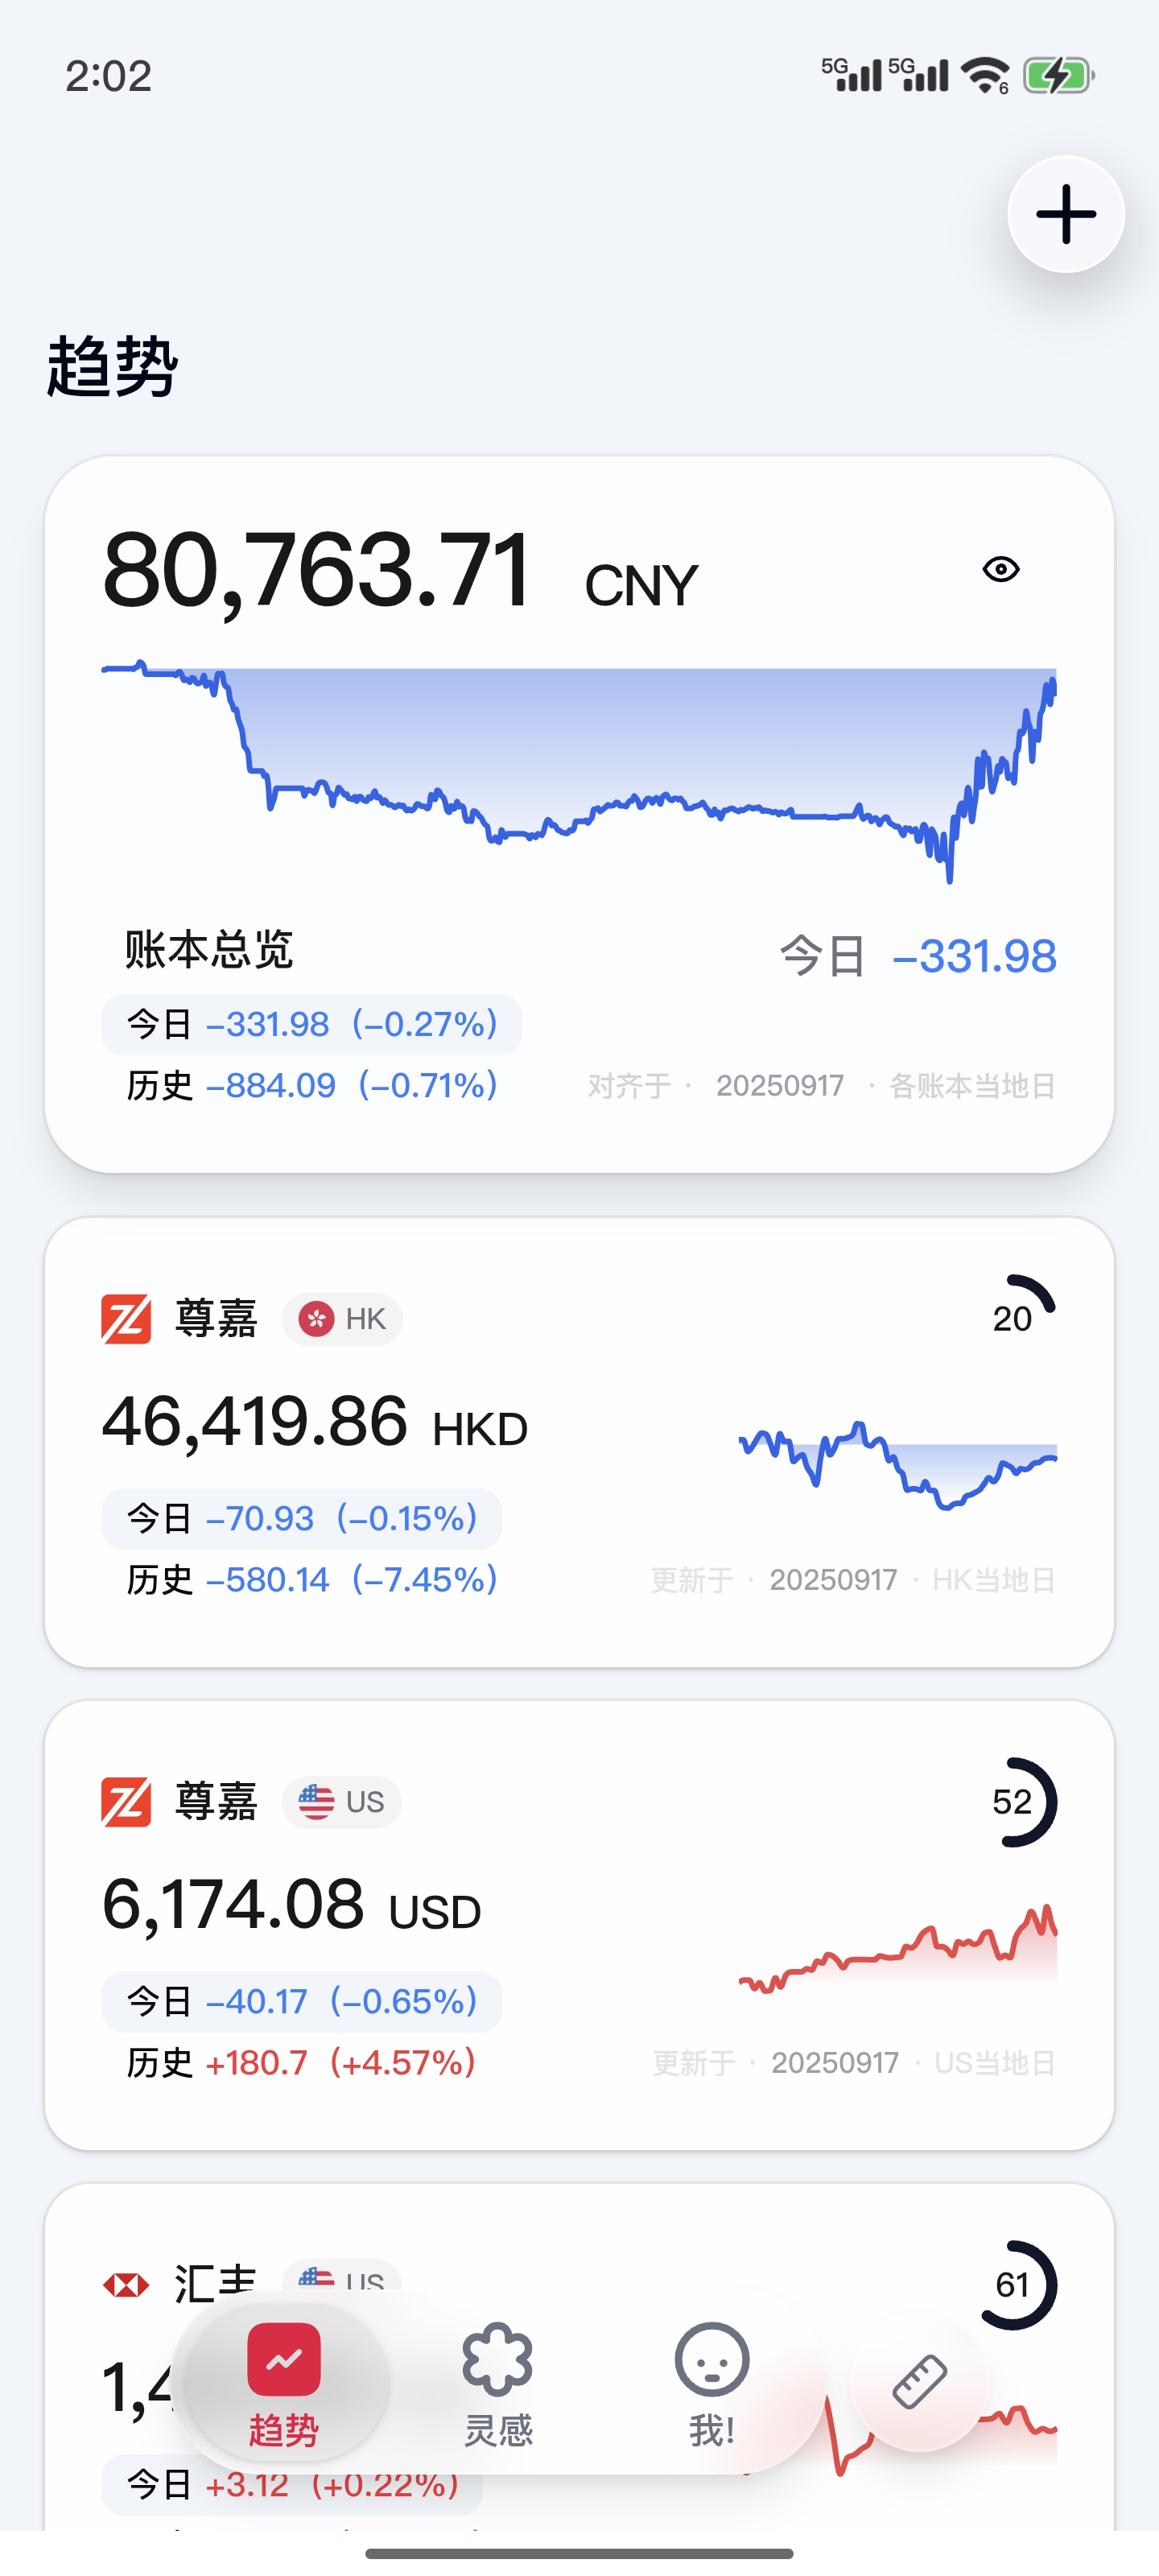 2:02
5G 5G 6
趋势
80,763.71 CNY
账本总览
今日 -331.98
今日 -331.98 (-0.27%)
历史 -884.09 (-0.71%)
对齐于 · 20250917 · 各账本当地日
尊嘉 HK
20
46,419.86 HKD
今日 -70.93 (-0.15%)
历史 -580.14 (-7.45%)
更新于 · 20250917 · HK当地日
尊嘉 US
52
6,174.08 USD
今日 -40.17 (-0.65%)
历史 +180.7 (+4.57%)
更新于 · 20250917 · US当地日
汇丰 US
61
1,4
趋势
灵感
我!
今日 +3.12 (+0.22%)